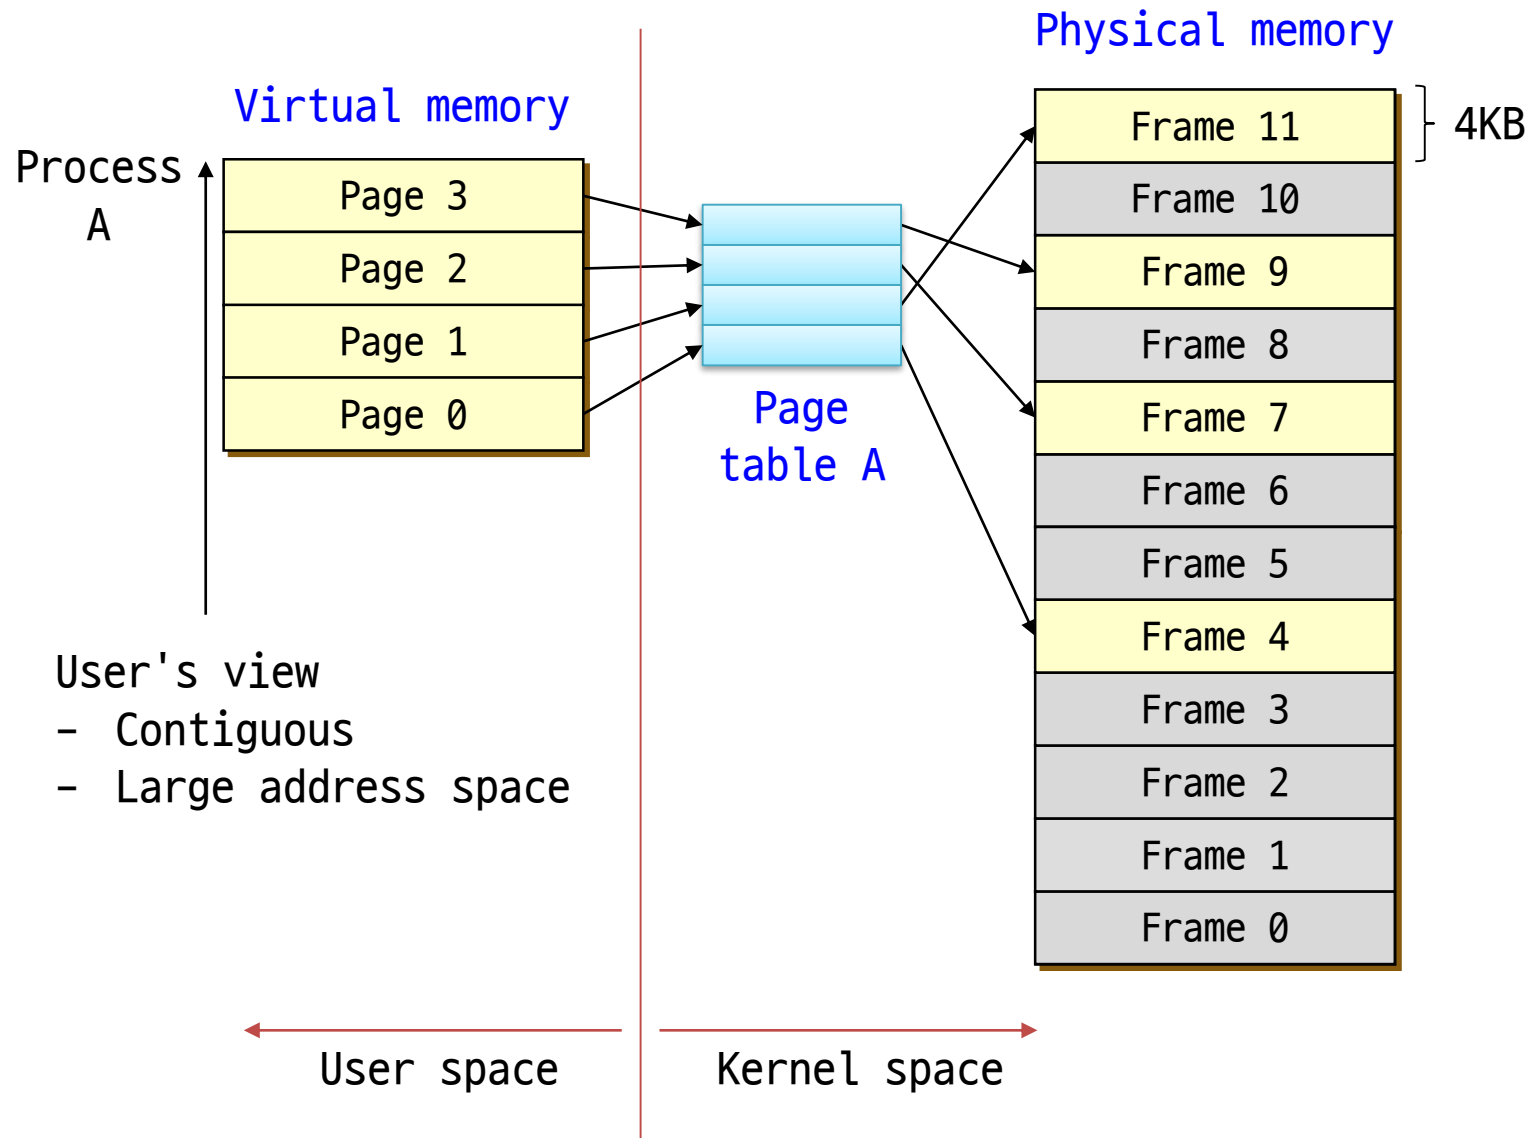 Physical memory
Virtual memory
Process
A
Page 3
Page 2
Page 1
Page 0
Page
table A
Frame 11
Frame 10
Frame 9
Frame 8
Frame 7
Frame 6
Frame 5
Frame 4
Frame 3
Frame 2
Frame 1
Frame 0
4KB
User's view
- Contiguous
- Large address space
User space
Kernel space